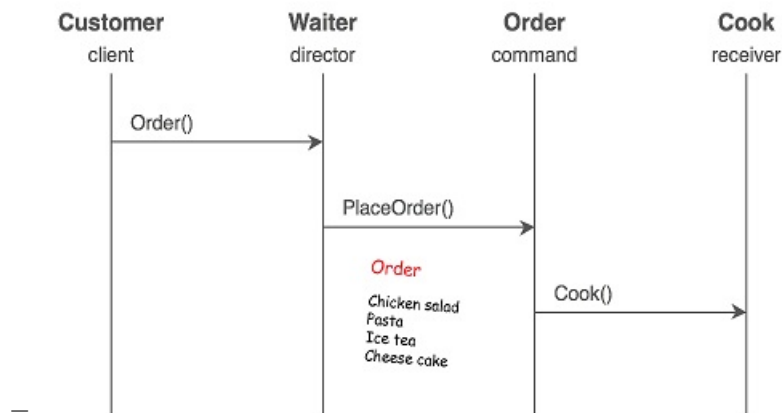 Customer Waiter Order Cook
client director command receiver
Order()
PlaceOrder()
Order
Cook()
Chicken salad
Pasta
Ice tea
Cheese cake